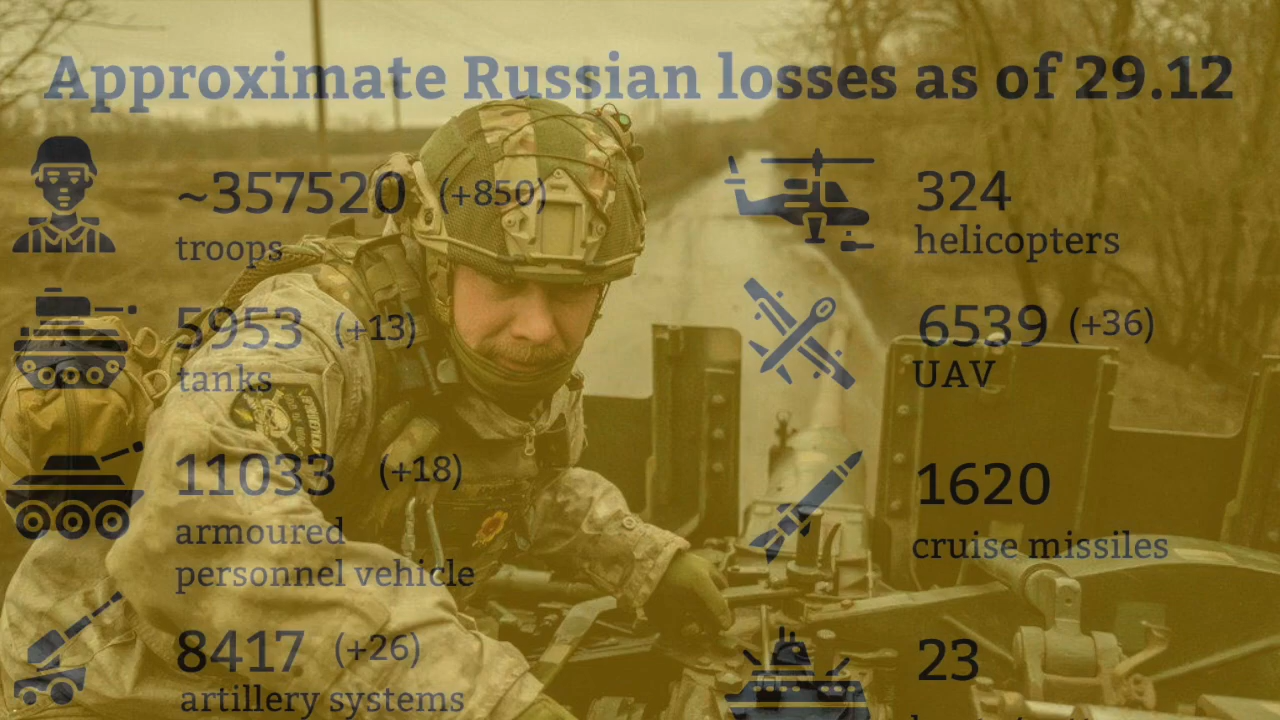 Approximate Russian losses as of 29.12
~357520 (+850)
troops
5953 (+13)
tanks
11033 (+18)
armoured
personnel vehicle
8417 (+26)
artillery systems
324
helicopters
6539 (+36)
UAV
1620
cruise missiles
23